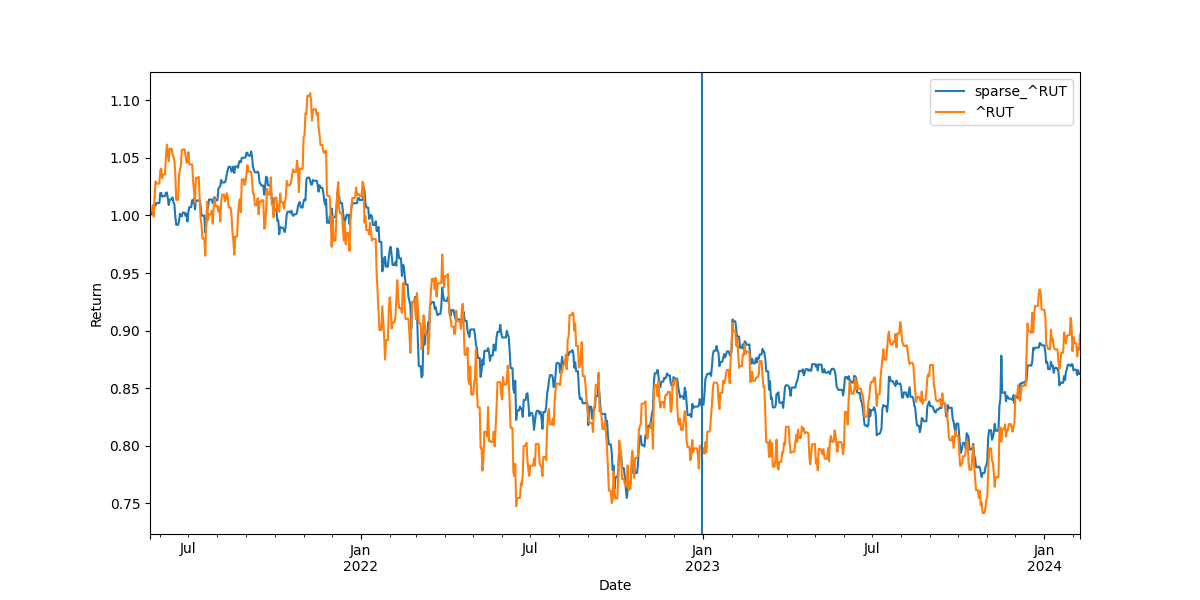 sparse_^RUT
^RUT
Return
1.10
1.05
1.00
0.95
0.90
0.85
0.80
0.75
Jul
Jan
2022
Jul
Jan
2023
Jul
Jan
2024
Date